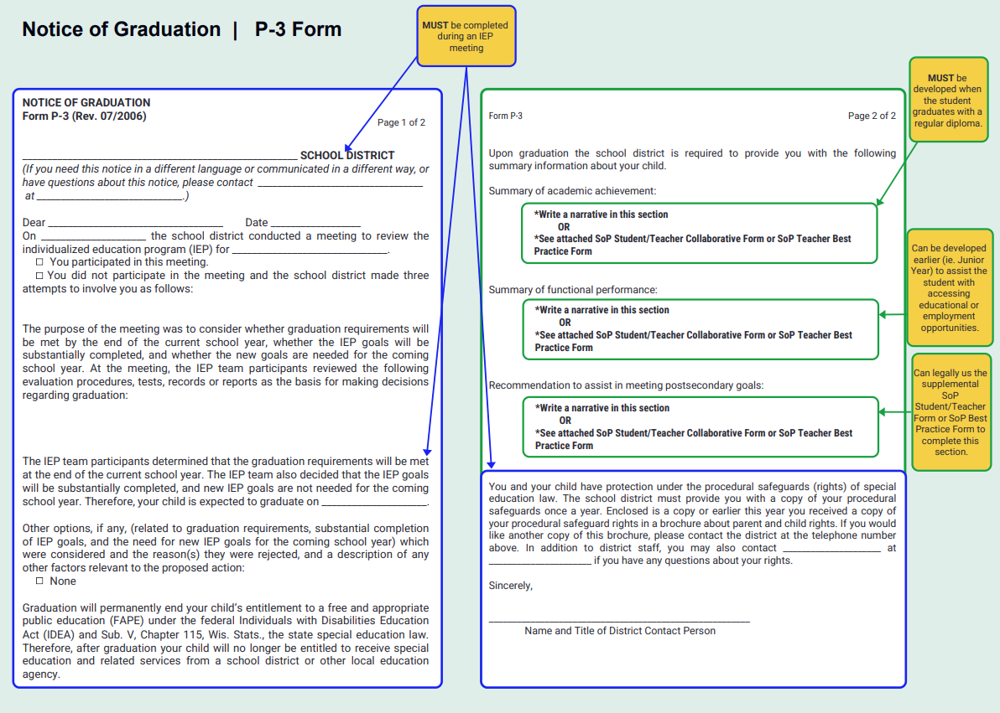 Notice of Graduation | P-3 Form
MUST be completed
during an IEP
meeting
NOTICE OF GRADUATION
Form P-3 (Rev. 07/2006)
Page 1 of 2
_______________________________________________ SCHOOL DISTRICT
(If you need this notice in a different language or communicated in a different way, or
have questions about this notice, please contact ____________________________
at _________________________.)
Dear ______________________________ Date _______________
On __________________ the school district conducted a meeting to review the
individualized education program (IEP) for __________________________.
☐ You participated in this meeting.
☐ You did not participate in the meeting and the school district made three
attempts to involve you as follows:
The purpose of the meeting was to consider whether graduation requirements will
be met by the end of the current school year, whether the IEP goals will be
substantially completed, and whether the new goals are needed for the coming
school year. At the meeting, the IEP team participants reviewed the following
evaluation procedures, tests, records or reports as the basis for making decisions
regarding graduation:
The IEP team participants determined that the graduation requirements will be met
at the end of the current school year. The IEP team also decided that the IEP goals
will be substantially completed, and new IEP goals are not needed for the coming
school year. Therefore, your child is expected to graduate on __________________.
Other options, if any, (related to graduation requirements, substantial completion
of IEP goals, and the need for new IEP goals for the coming school year) which
were considered and the reason(s) they were rejected, and a description of any
other factors relevant to the proposed action:
☐ None
Graduation will permanently end your child's entitlement to a free and appropriate
public education (FAPE) under the federal Individuals with Disabilities Education
Act (IDEA) and Sub. V, Chapter 115, Wis. Stats., the state special education law.
Therefore, after graduation your child will no longer be entitled to receive special
education and related services from a school district or other local education
agency.
Form P-3
Page 2 of 2
Upon graduation the school district is required to provide you with the following
summary information about your child.
Summary of academic achievement:
*Write a narrative in this section
OR
*See attached SoP Student/Teacher Collaborative Form or SoP Teacher Best
Practice Form
Summary of functional performance:
*Write a narrative in this section
OR
*See attached SoP Student/Teacher Collaborative Form or SoP Teacher Best
Practice Form
Recommendation to assist in meeting postsecondary goals:
*Write a narrative in this section
OR
*See attached SoP Student/Teacher Collaborative Form or SoP Teacher Best
Practice Form
You and your child have protection under the procedural safeguards (rights) of special
education law. The school district must provide you with a copy of your procedural
safeguards once a year. Enclosed is a copy or earlier this year you received a copy of
your procedural safeguard rights in a brochure about parent and child rights. If you would
like another copy of this brochure, please contact the district at the telephone number
above. In addition to district staff, you may also contact __________________ at
___________________ if you have any questions about your rights.
Sincerely,
________________________________________________
Name and Title of District Contact Person
MUST be
developed when
the student
graduates with a
regular diploma.
Can be developed
earlier (ie. Junior
Year) to assist the
student with
accessing
educational or
employment
opportunities.
Can legally us the
supplemental
SoP
Student/Teacher
Form or SoP Best
Practice Form to
complete this
section.